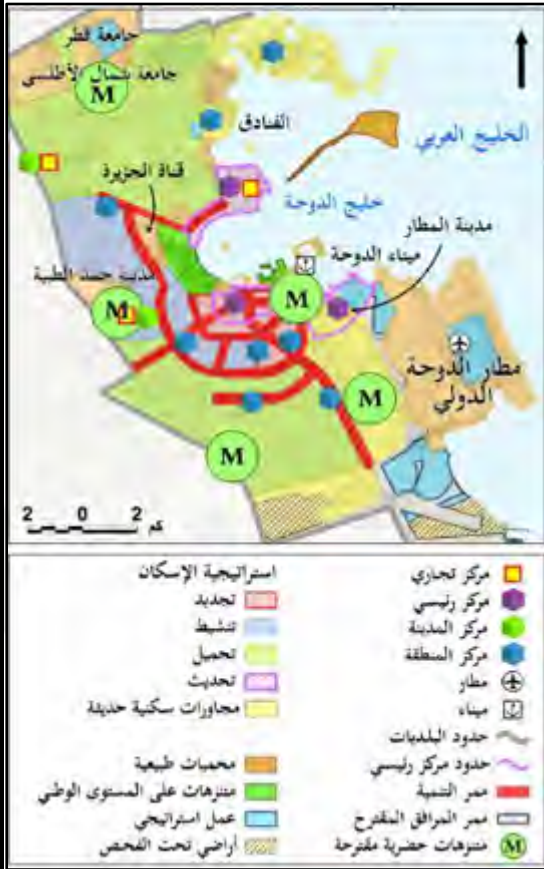 جامعة قطر
جامعة شمال الأطلسي
M
الفنادق
الخليج العربي
قناة الجزيرة
خليج الدوحة
مدينة المطار
ميناء الدوحة
مدينة حمد الطبية
M
M
مطار الدوحة الدولي
M
M
2 0 2 كم
مركز تجاري
مركز رئيسي
مركز المدينة
مركز المنطقة
مطار
ميناء
حدود البلديات
حدود مركز رئيسي
ممر التنمية
ممر المرافق المقترح
M متنزهات حضرية مقترحة
استراتيجية الإسكان
تجديد
تنشيط
تجميل
تحديث
مجاورات سكنية حديثة
محميات طبيعية
متنزهات على المستوى الوطني
عمل استراتيجي
أراضي تحت الفحص